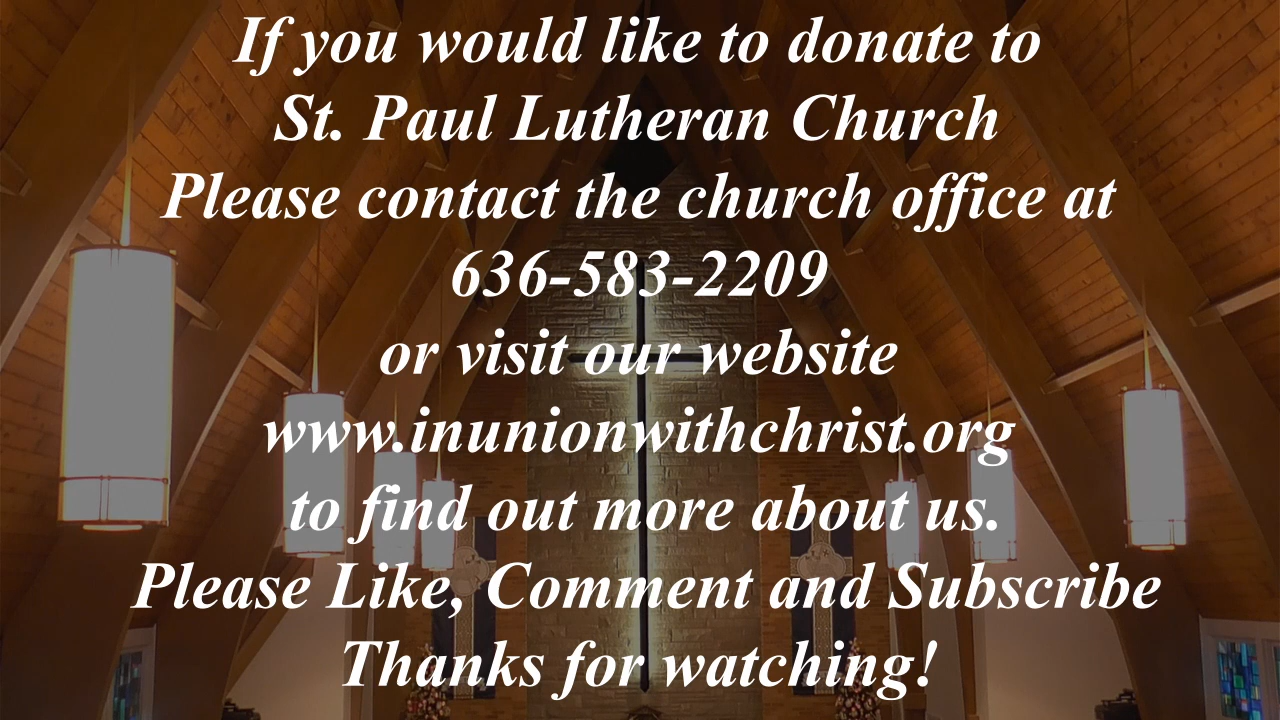 If you would like to donate to
St. Paul Lutheran Church
Please contact the church office at
636-583-2209
or visit our website
www.inunionwithchrist.org
to find out more about us.
Please Like, Comment and Subscribe
Thanks for watching!